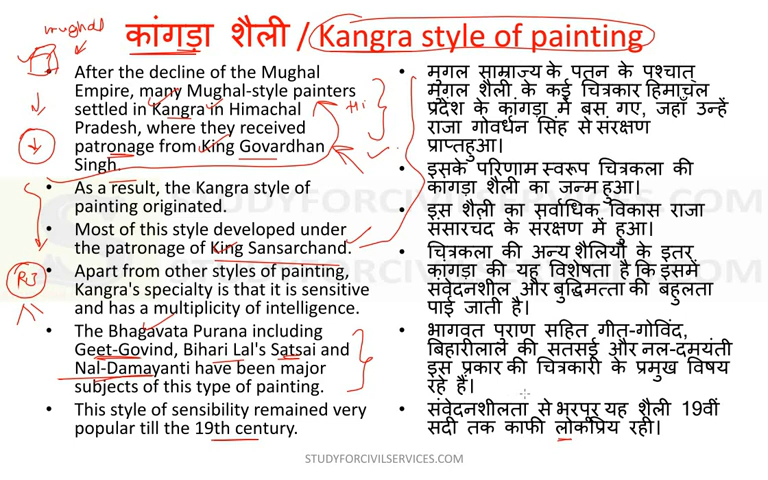 mughal
कांगड़ा शैली / Kangra style of painting
• After the decline of the Mughal
Empire, many Mughal-style painters
settled in Kangra in Himachal
Pradesh, where they received
patronage from King Govardhan
Singh.
• As a result, the Kangra style of
painting originated.
• Most of this style developed under
the patronage of King Sansarchand.
• Apart from other styles of painting,
Kangra's specialty is that it is sensitive
and has a multiplicity of intelligence.
• The Bhagavata Purana including
Geet-Govind, Bihari Lal's Satsai and
Nal-Damayanti have been major
subjects of this type of painting.
• This style of sensibility remained very
popular till the 19th century.
• मुगल साम्राज्य के पतन के पश्चात्
मुगल शैली के कई चित्रकार हिमाचल
प्रदेश के कांगड़ा में बस गए, जहाँ उन्हें
राजा गोवर्धन सिंह से संरक्षण
प्राप्तहुआ।
• इसके परिणाम स्वरूप चित्रकला की
कांगड़ा शैली का जन्म हुआ।
• इस शैली का सर्वाधिक विकास राजा
संसारचंद के संरक्षण में हुआ।
• चित्रकला की अन्य शैलियों के इतर
कांगड़ा की यह विशेषता है कि इसमें
संवेदनशील और बुद्धिमत्ता की बहुलता
पाई जाती है।
• भागवत पुराण सहित गीत-गोविंद,
बिहारीलाल की सतसई और नल-दमयंती
इस प्रकार की चित्रकारी के प्रमुख विषय
रहे हैं।
• संवेदनशीलता से भरपूर यह शैली 19वीं
सदी तक काफी लोकप्रिय रही।
STUDYFORCIVILSERVICES.COM